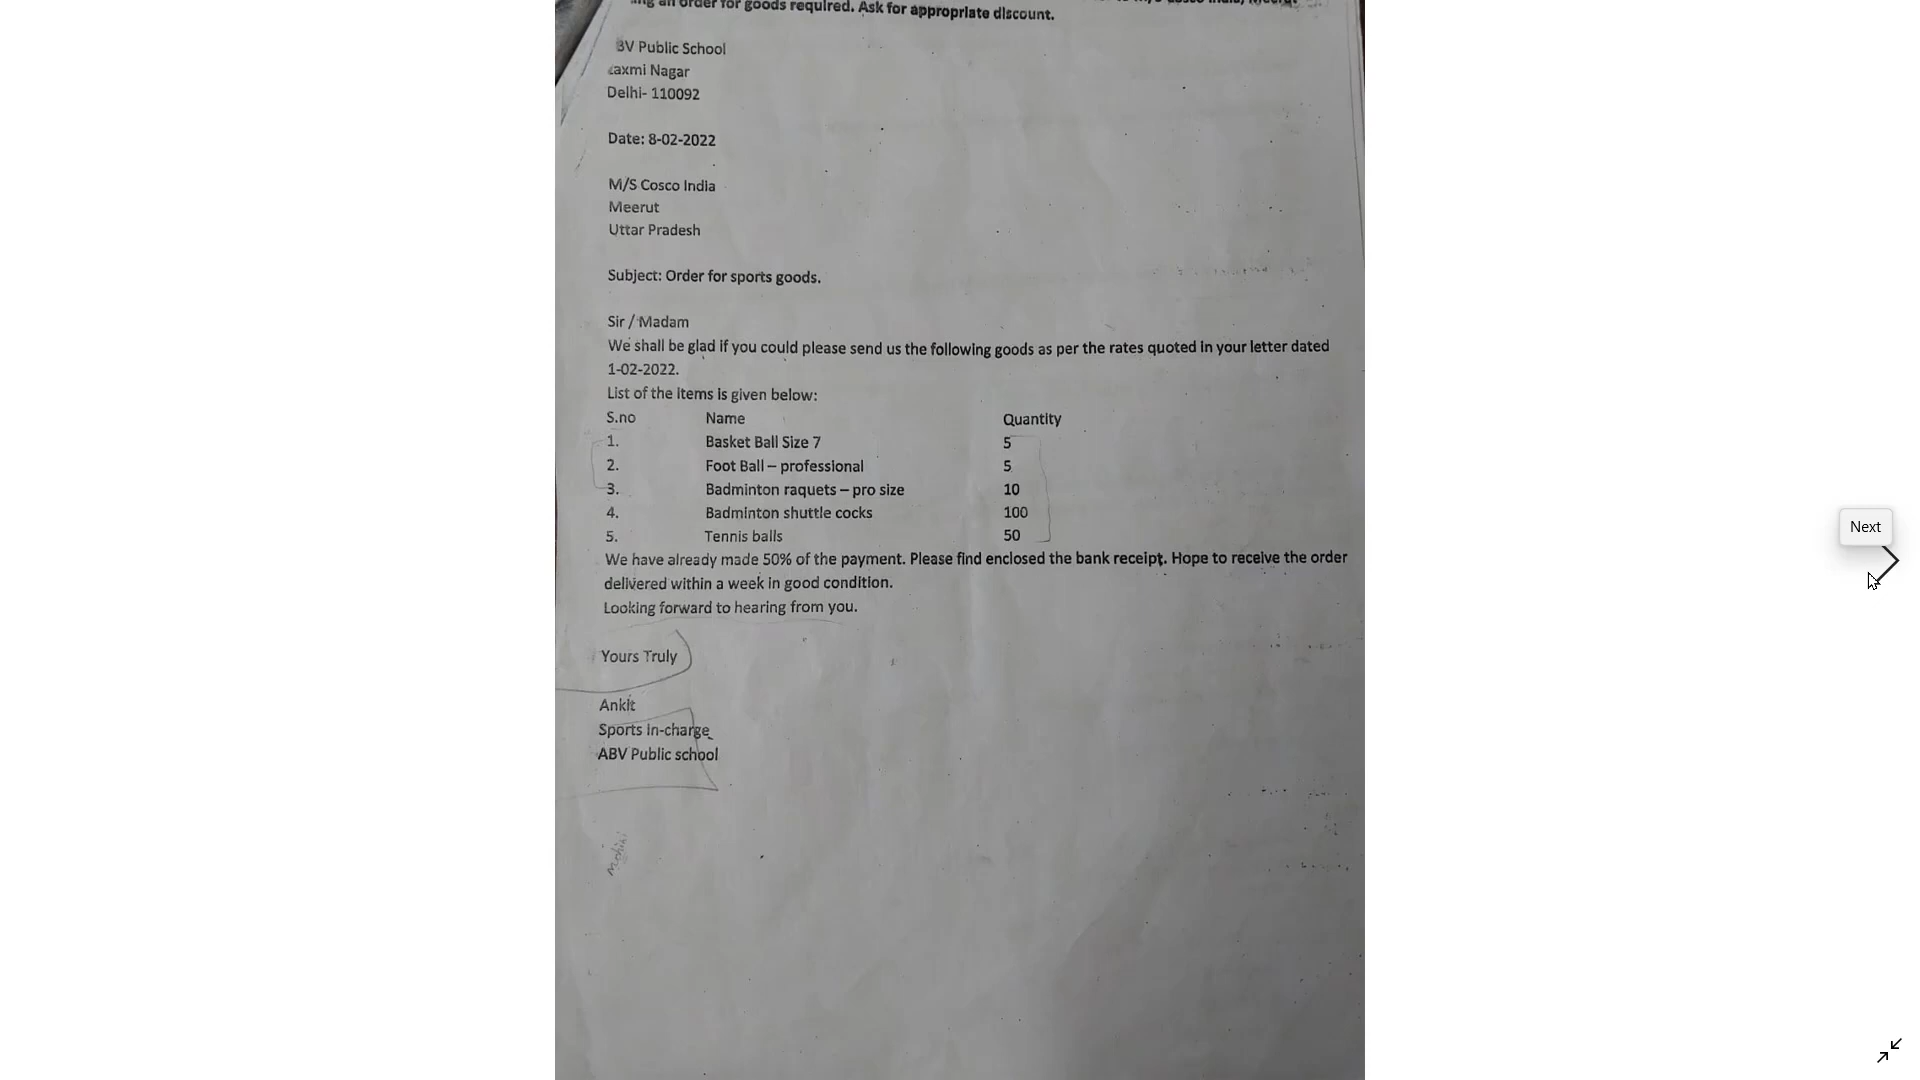 an order for goods required. Ask for appropriate discount.
BV Public School
Laxmi Nagar
Delhi- 110092
Date: 8-02-2022
M/S Cosco India
Meerut
Uttar Pradesh
Subject: Order for sports goods.
Sir / Madam
We shall be glad if you could please send us the following goods as per the rates quoted in your letter dated
1-02-2022.
List of the items is given below:
S.no Name Quantity
1. Basket Ball Size 7 5
2. Foot Ball – professional 5
3. Badminton raquets – pro size 10
4. Badminton shuttle cocks 100
5. Tennis balls 50
We have already made 50% of the payment. Please find enclosed the bank receipt. Hope to receive the order
delivered within a week in good condition.
Looking forward to hearing from you.
Yours Truly
Ankit
Sports in-charge
ABV Public school
Mohini
Next